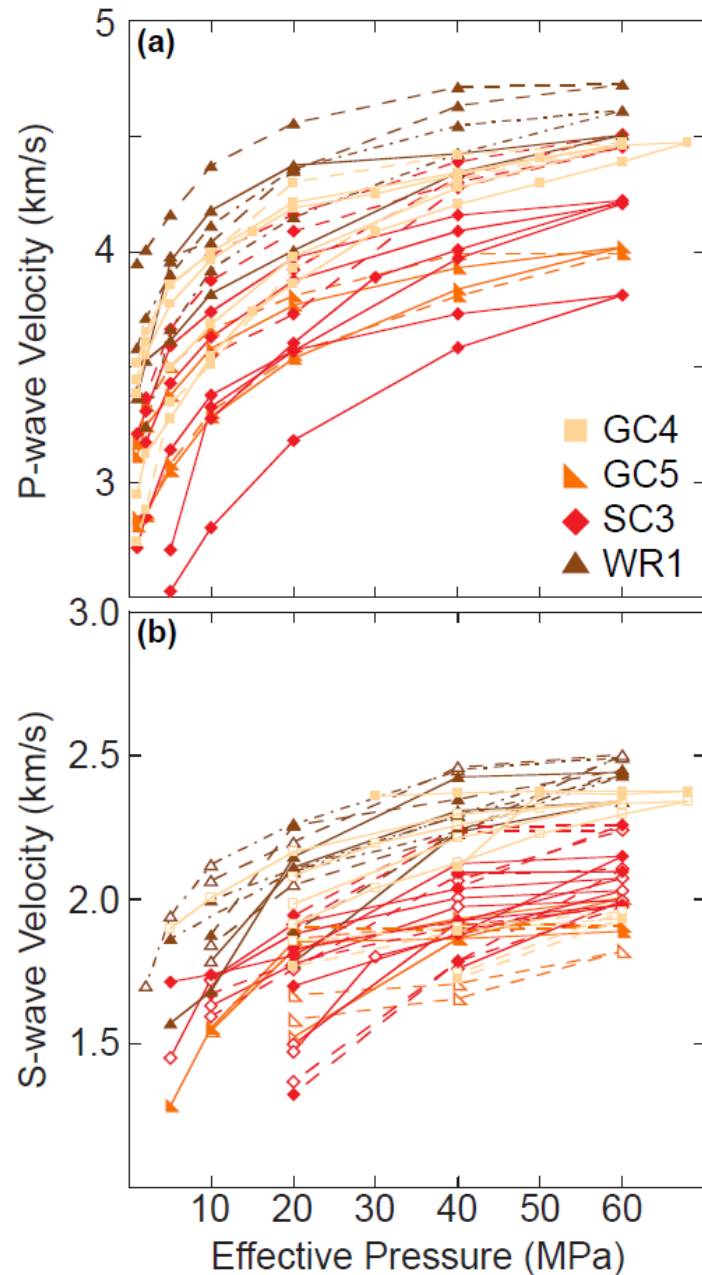 5
(a)
P-wave Velocity (km/s)
4
3
GC4
GC5
SC3
WR1
3.0
(b)
S-wave Velocity (km/s)
2.5
2.0
1.5
10 20 30 40 50 60
Effective Pressure (MPa)